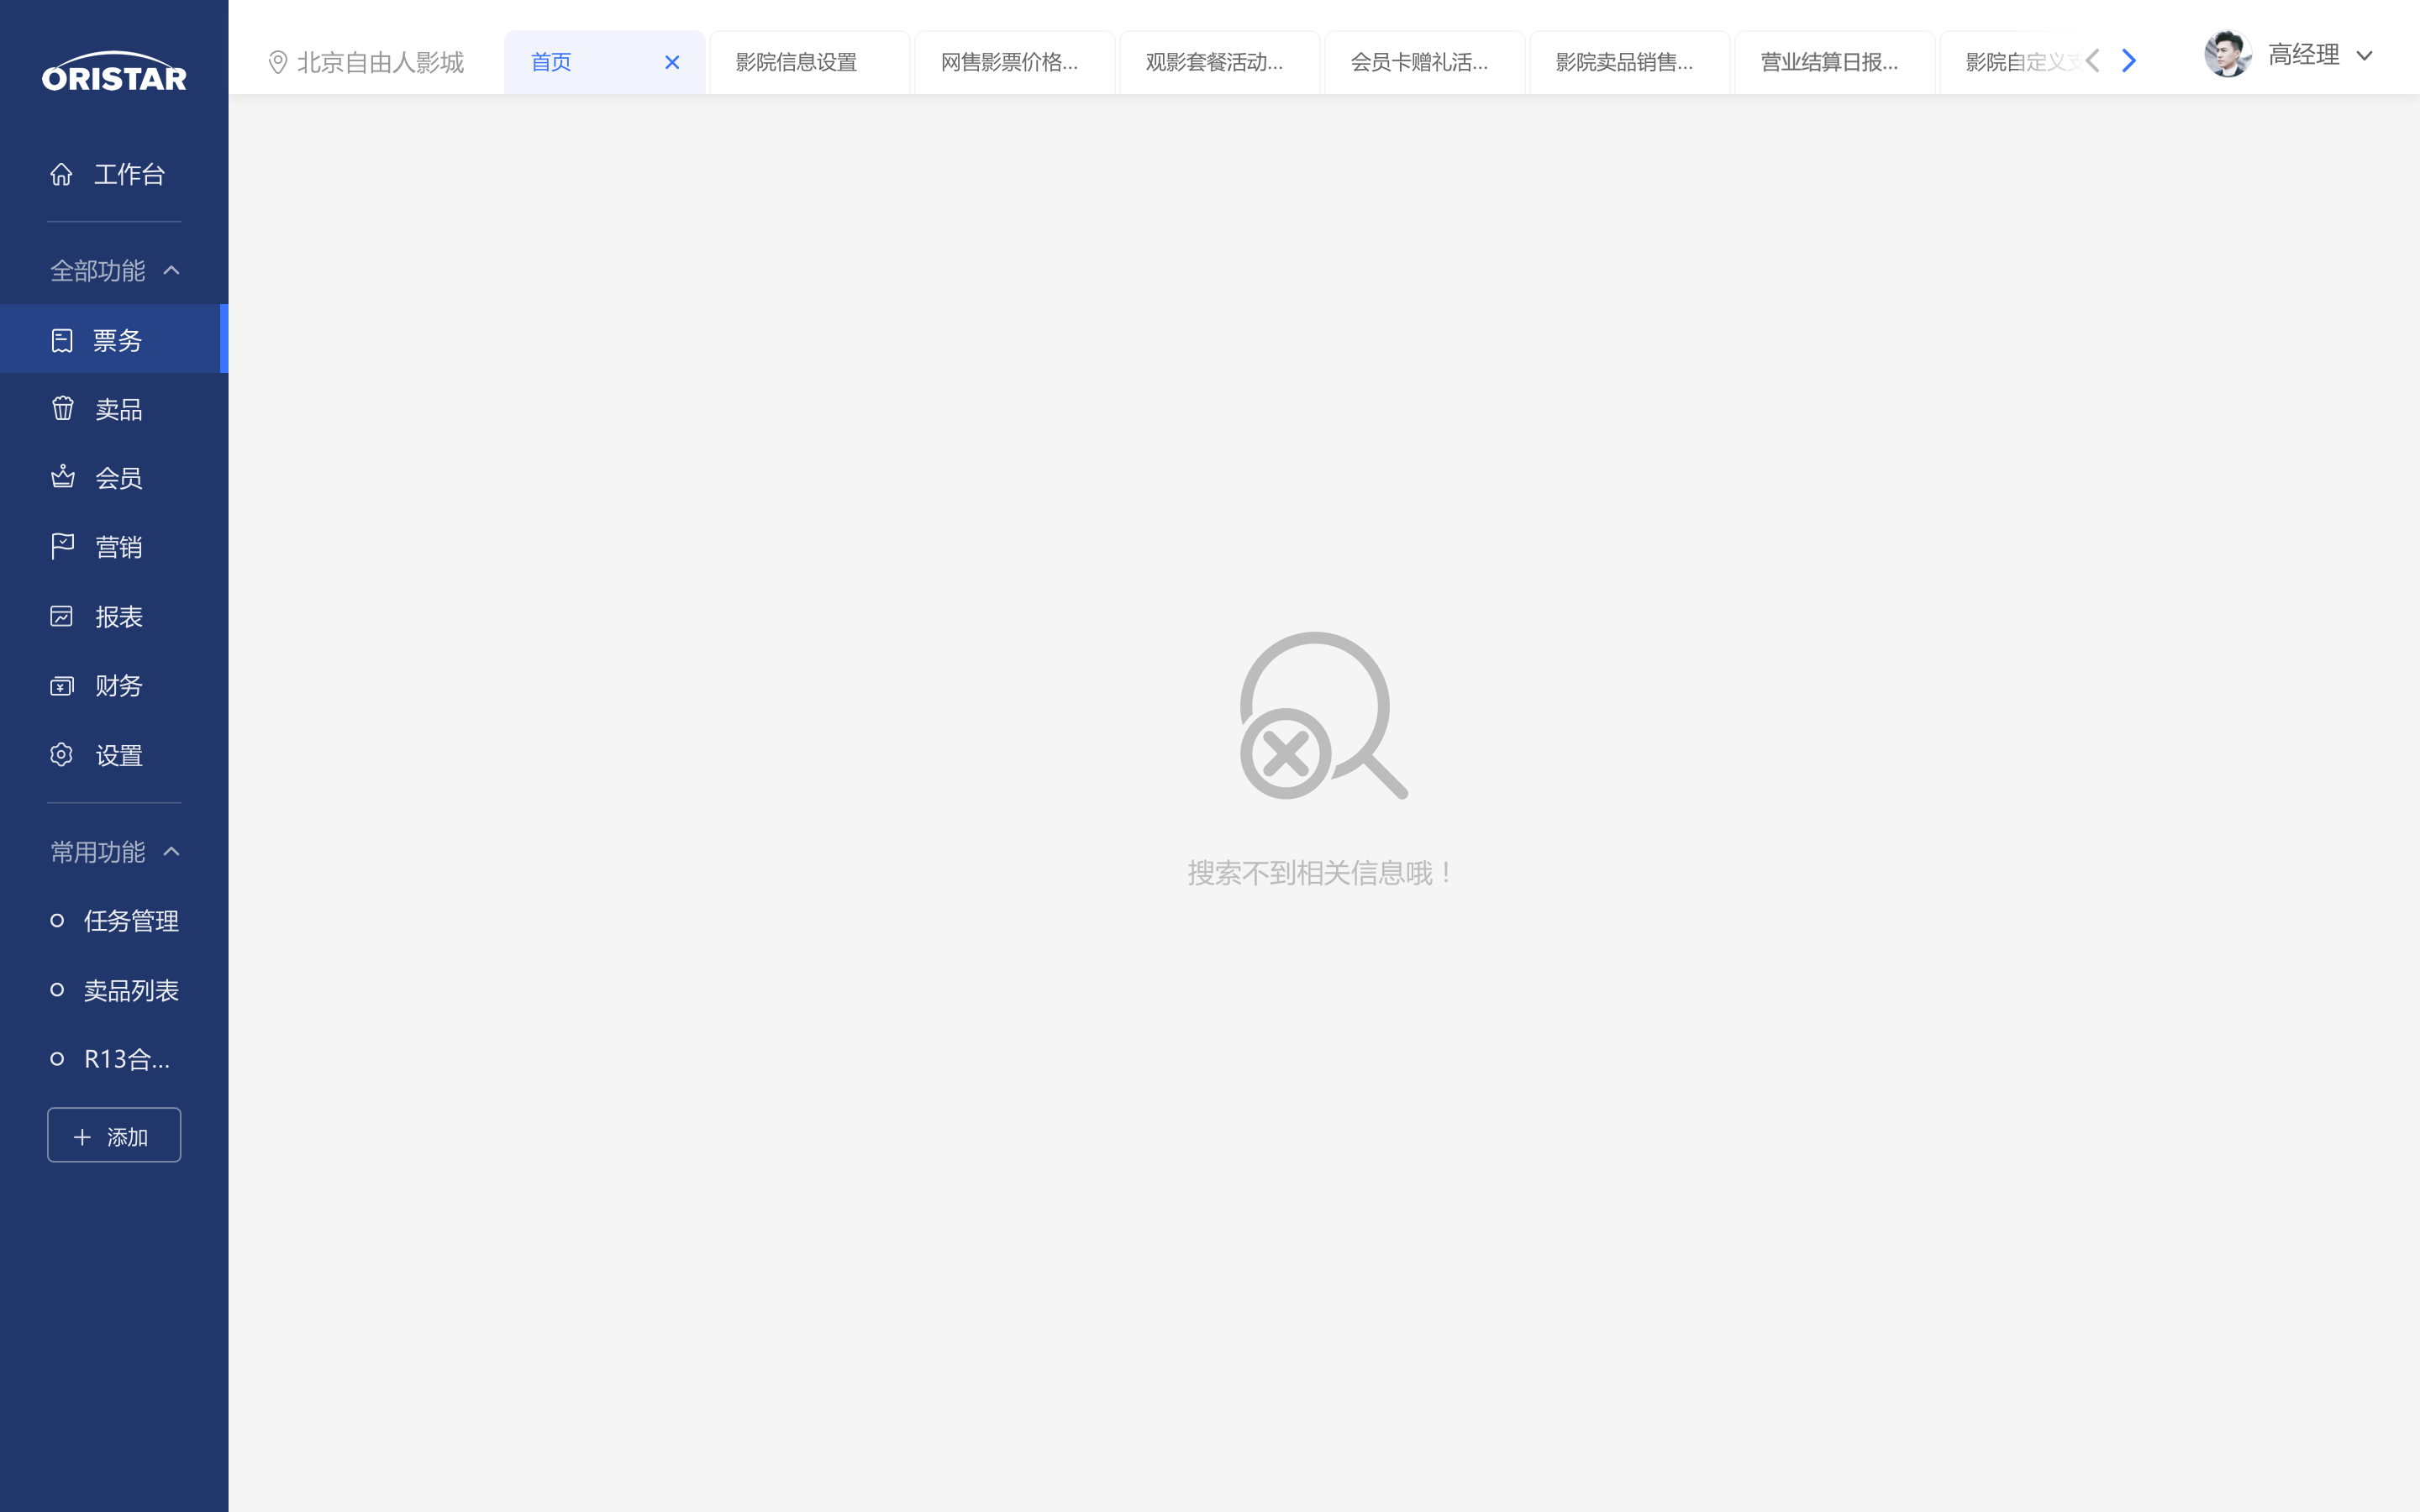 ORISTAR
北京自由人影城
首页
影院信息设置
网售影票价格...
观影套餐活动...
会员卡赠礼活...
影院卖品销售...
营业结算日报...
影院自定义支
高经理
工作台
全部功能
票务
卖品
会员
营销
报表
财务
设置
常用功能
任务管理
卖品列表
R13合...
添加
搜索不到相关信息哦！